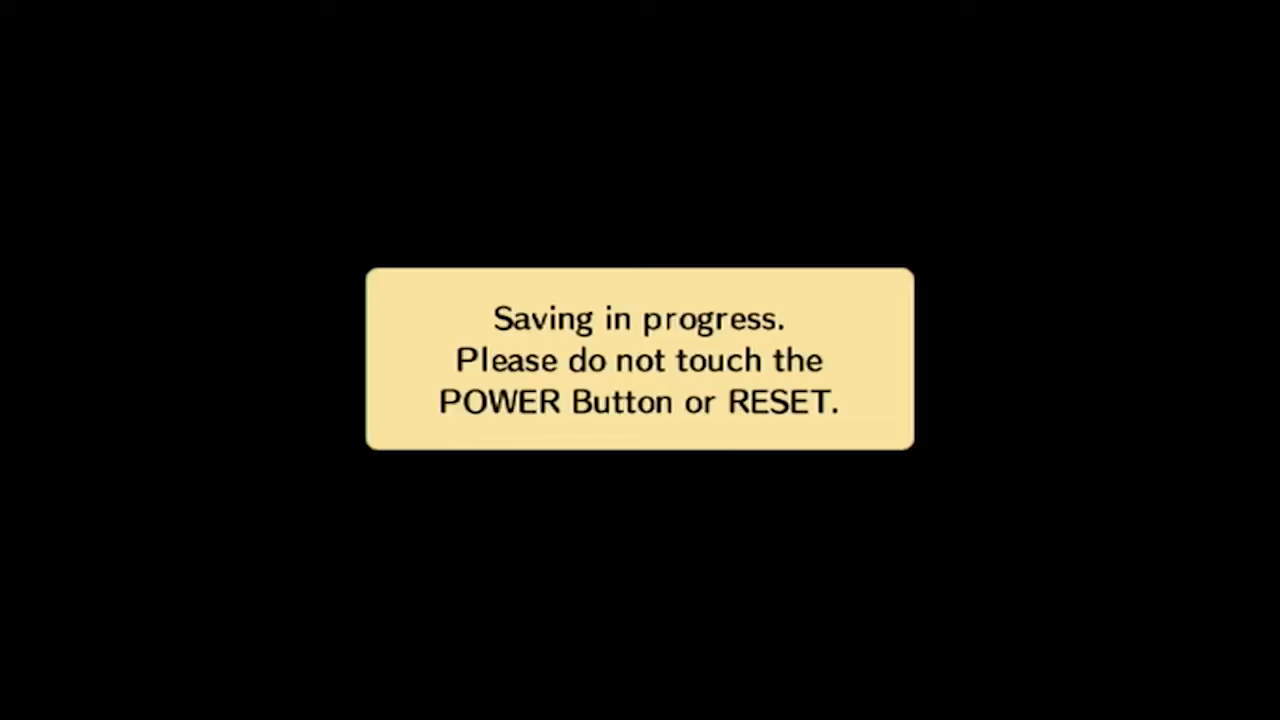 Saving in progress.
Please do not touch the
POWER Button or RESET.